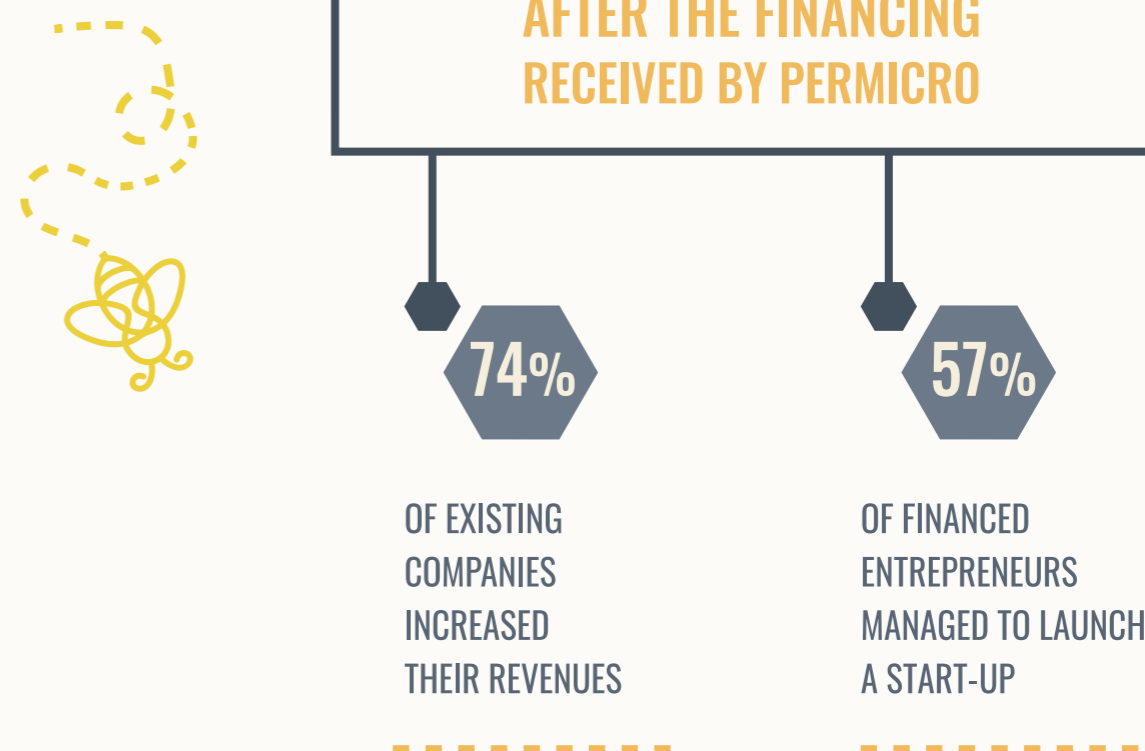 AFTER THE FINANCING
RECEIVED BY PERMICRO
74%
OF EXISTING
COMPANIES
INCREASED
THEIR REVENUES
57%
OF FINANCED
ENTREPRENEURS
MANAGED TO LAUNCH
A START-UP